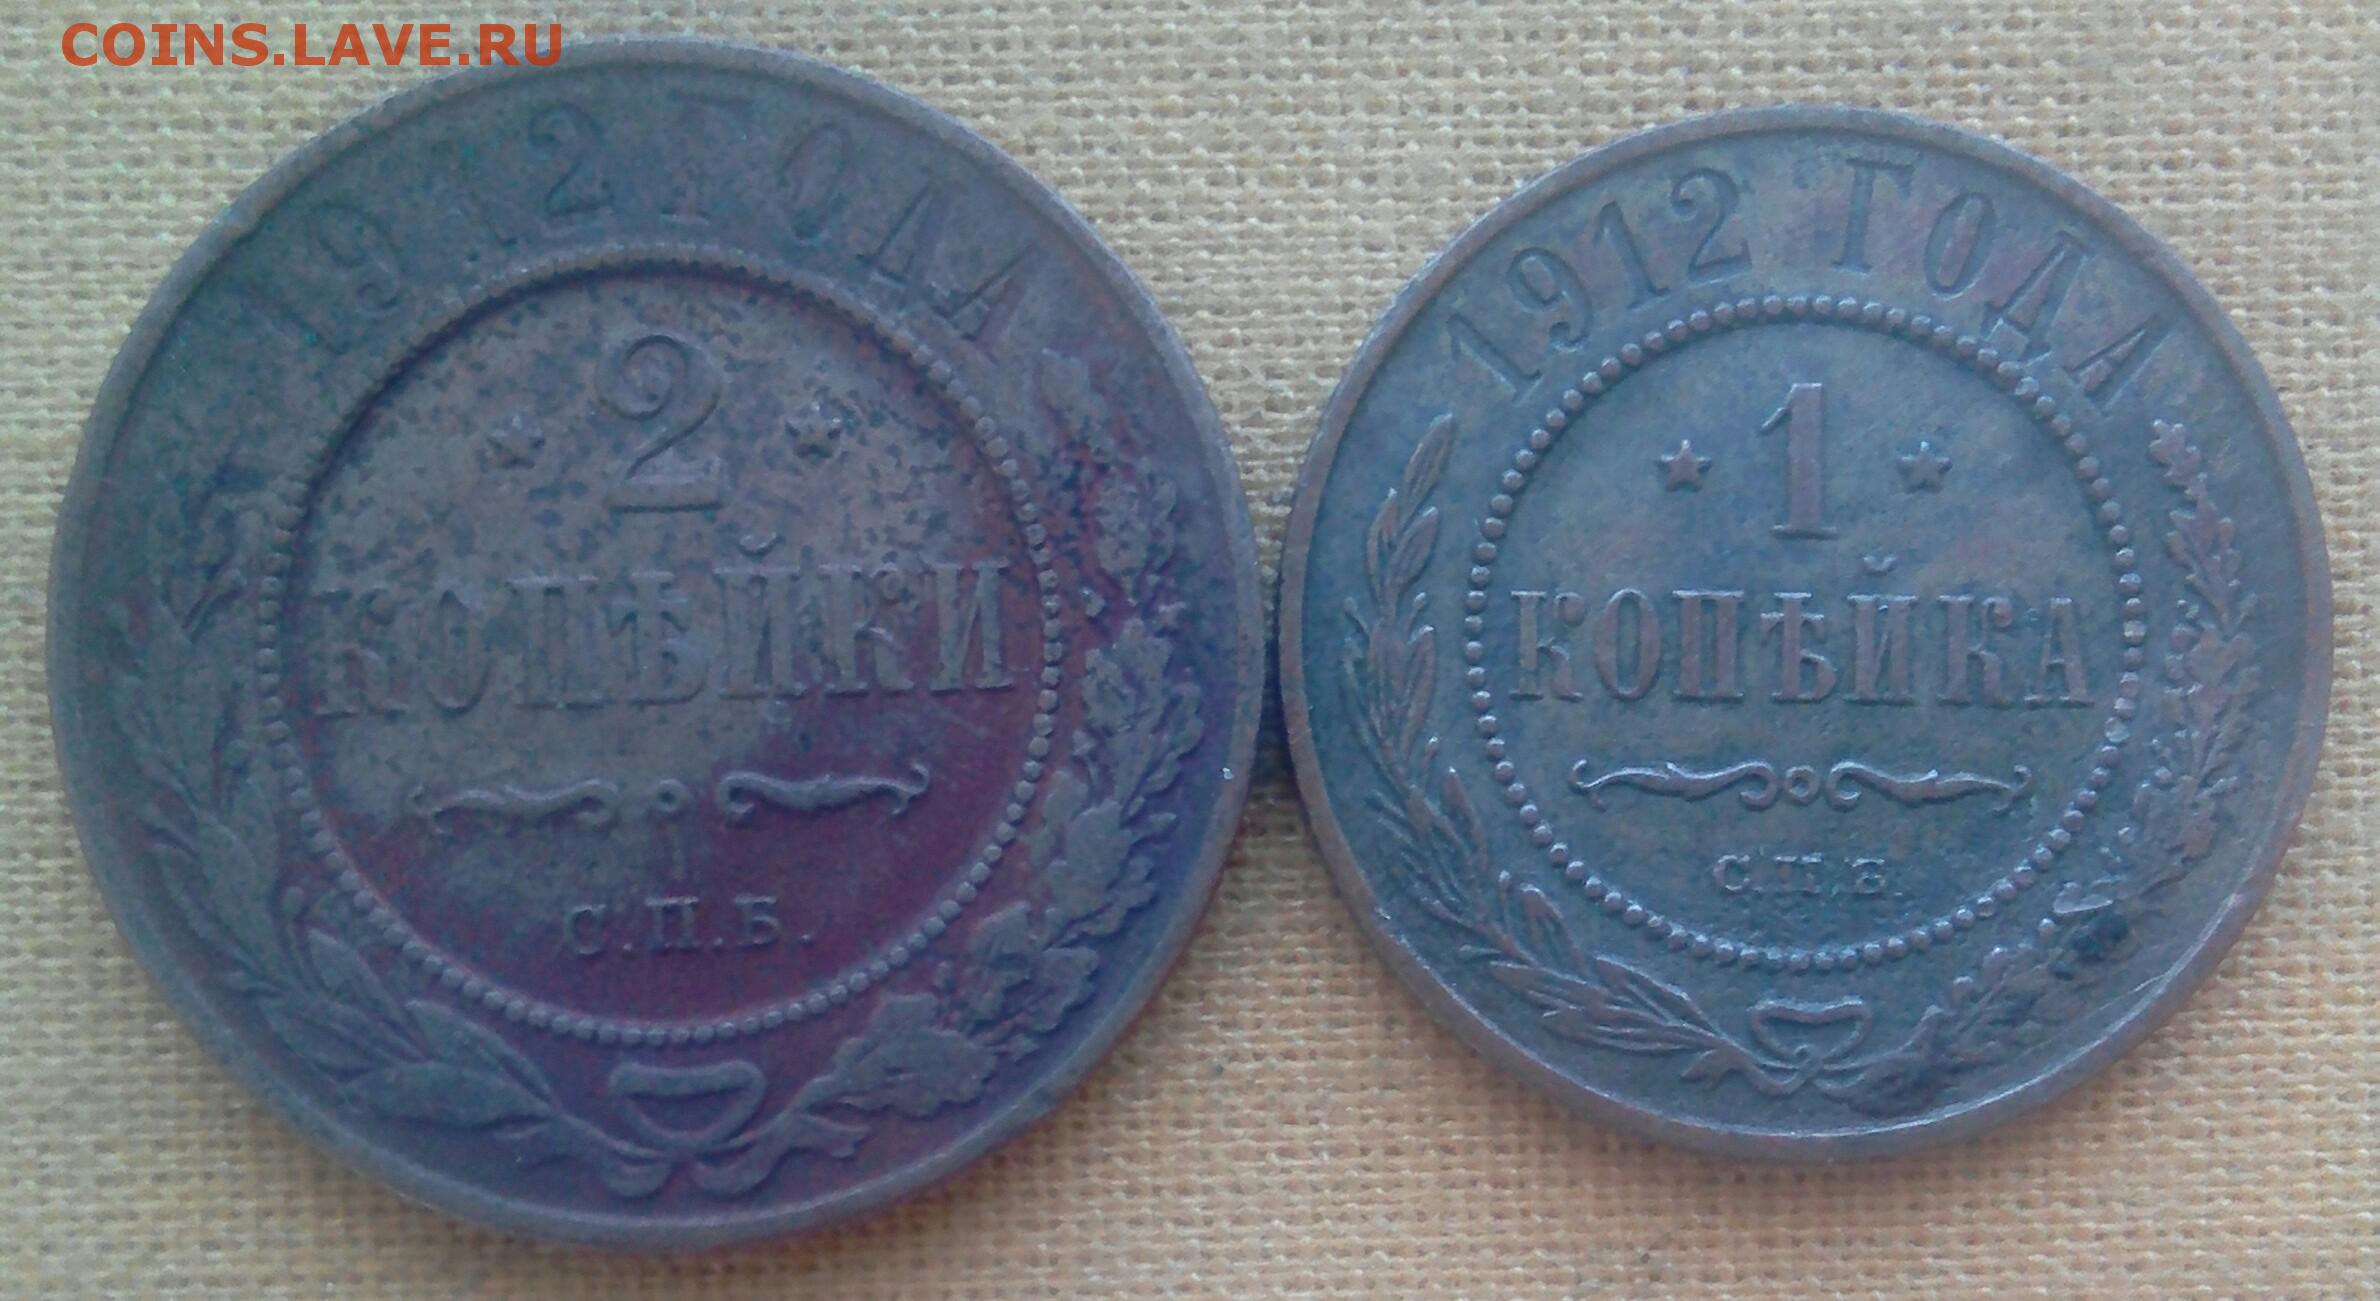 COINS.LAVE.RU
1912 ГОДА
2
КОПѢЙКИ
С.П.Б.
1912 ГОДА
1
КОПѢЙКА
С.П.Б.